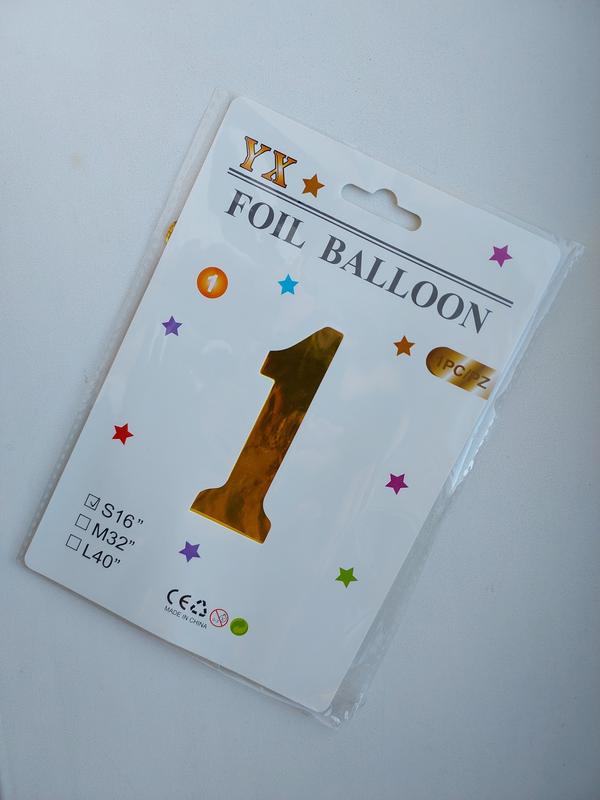 YX
FOIL BALLOON
1
1PC/PZ
1
S16”
M32”
L40”
CE
MADE IN CHINA